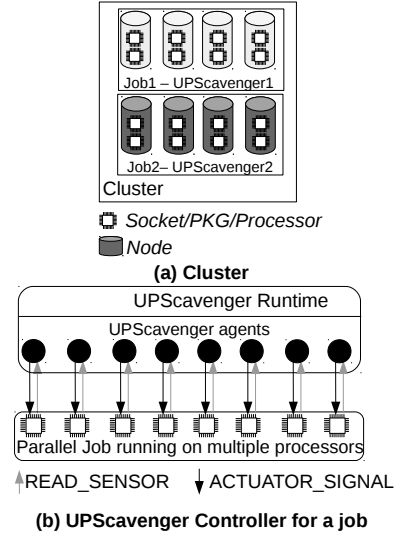 Job1 – UPScavenger1
Job2– UPScavenger2
Cluster
Socket/PKG/Processor
Node
(a) Cluster
UPScavenger Runtime
UPScavenger agents
Parallel Job running on multiple processors
READ_SENSOR ACTUATOR_SIGNAL
(b) UPScavenger Controller for a job